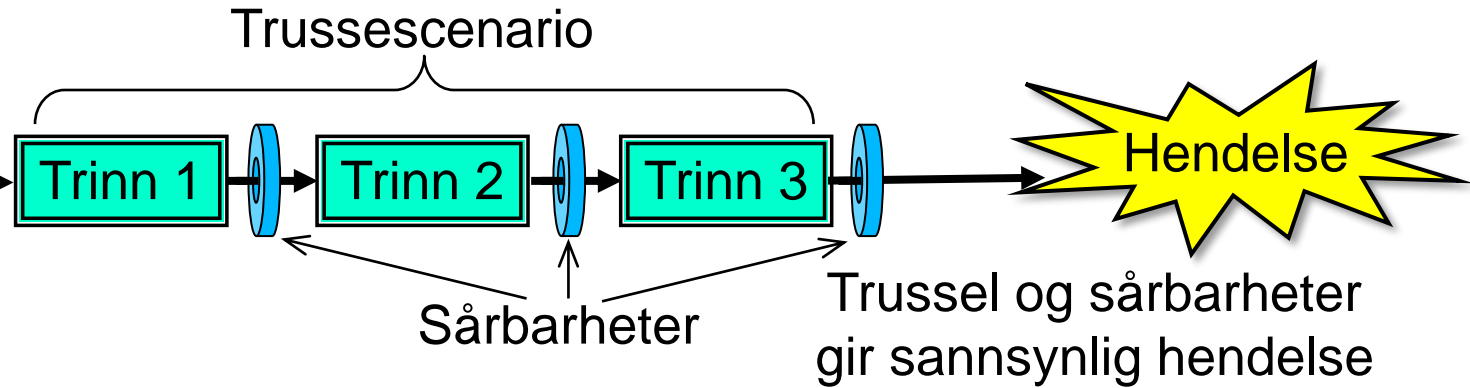 Trussescenario
Trinn 1
Trinn 2
Trinn 3
Hendelse
Sårbarheter
Trussel og sårbarheter
gir sannsynlig hendelse